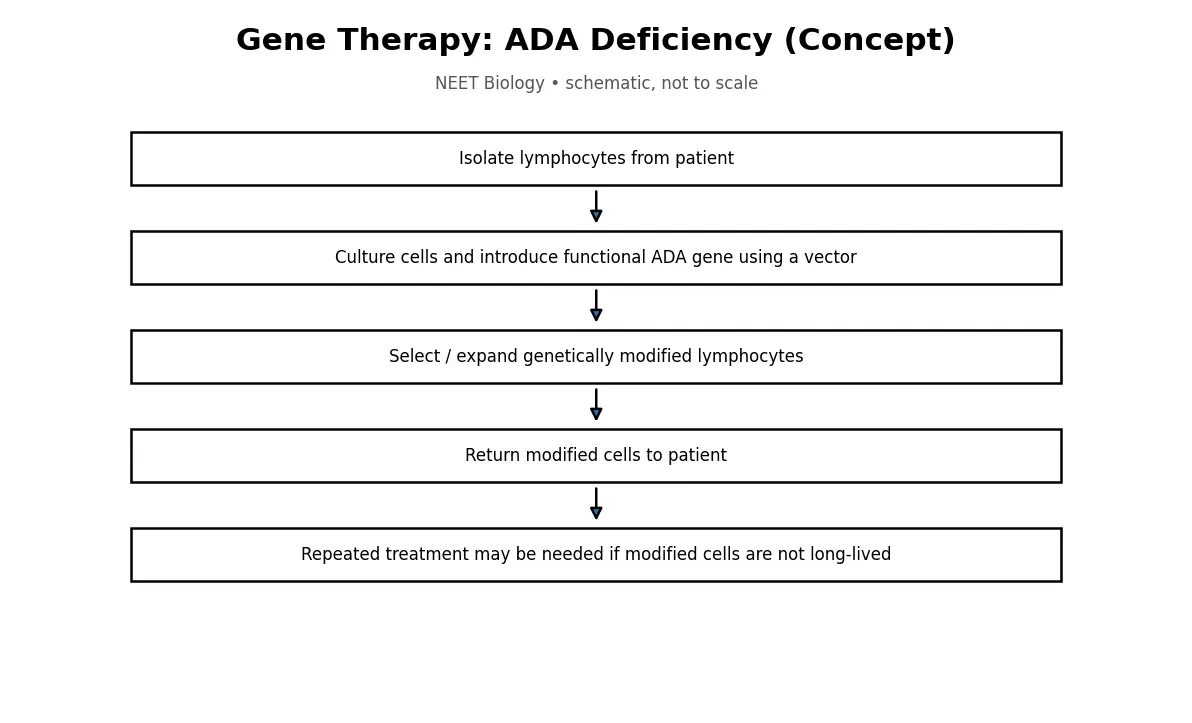 Gene Therapy: ADA Deficiency (Concept)
NEET Biology • schematic, not to scale
Isolate lymphocytes from patient
Culture cells and introduce functional ADA gene using a vector
Select / expand genetically modified lymphocytes
Return modified cells to patient
Repeated treatment may be needed if modified cells are not long-lived